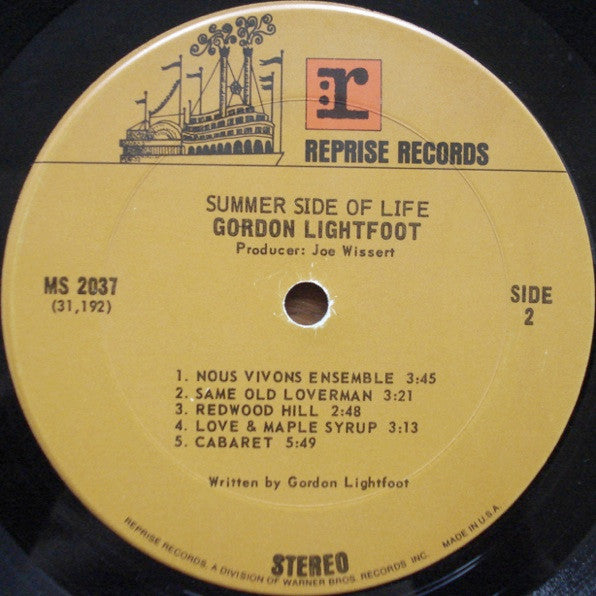 r:
REPRISE RECORDS
SUMMER SIDE OF LIFE
GORDON LIGHTFOOT
Producer: Joe Wissert
MS 2037
(31,192)
SIDE
2
1. NOUS VIVONS ENSEMBLE 3:45
2. SAME OLD LOVERMAN 3:21
3. REDWOOD HILL 2:48
4. LOVE & MAPLE SYRUP 3:13
5. CABARET 5:49
Written by Gordon Lightfoot
STEREO
REPRISE RECORDS, A DIVISION OF WARNER BROS. RECORDS INC. MADE IN U.S.A.